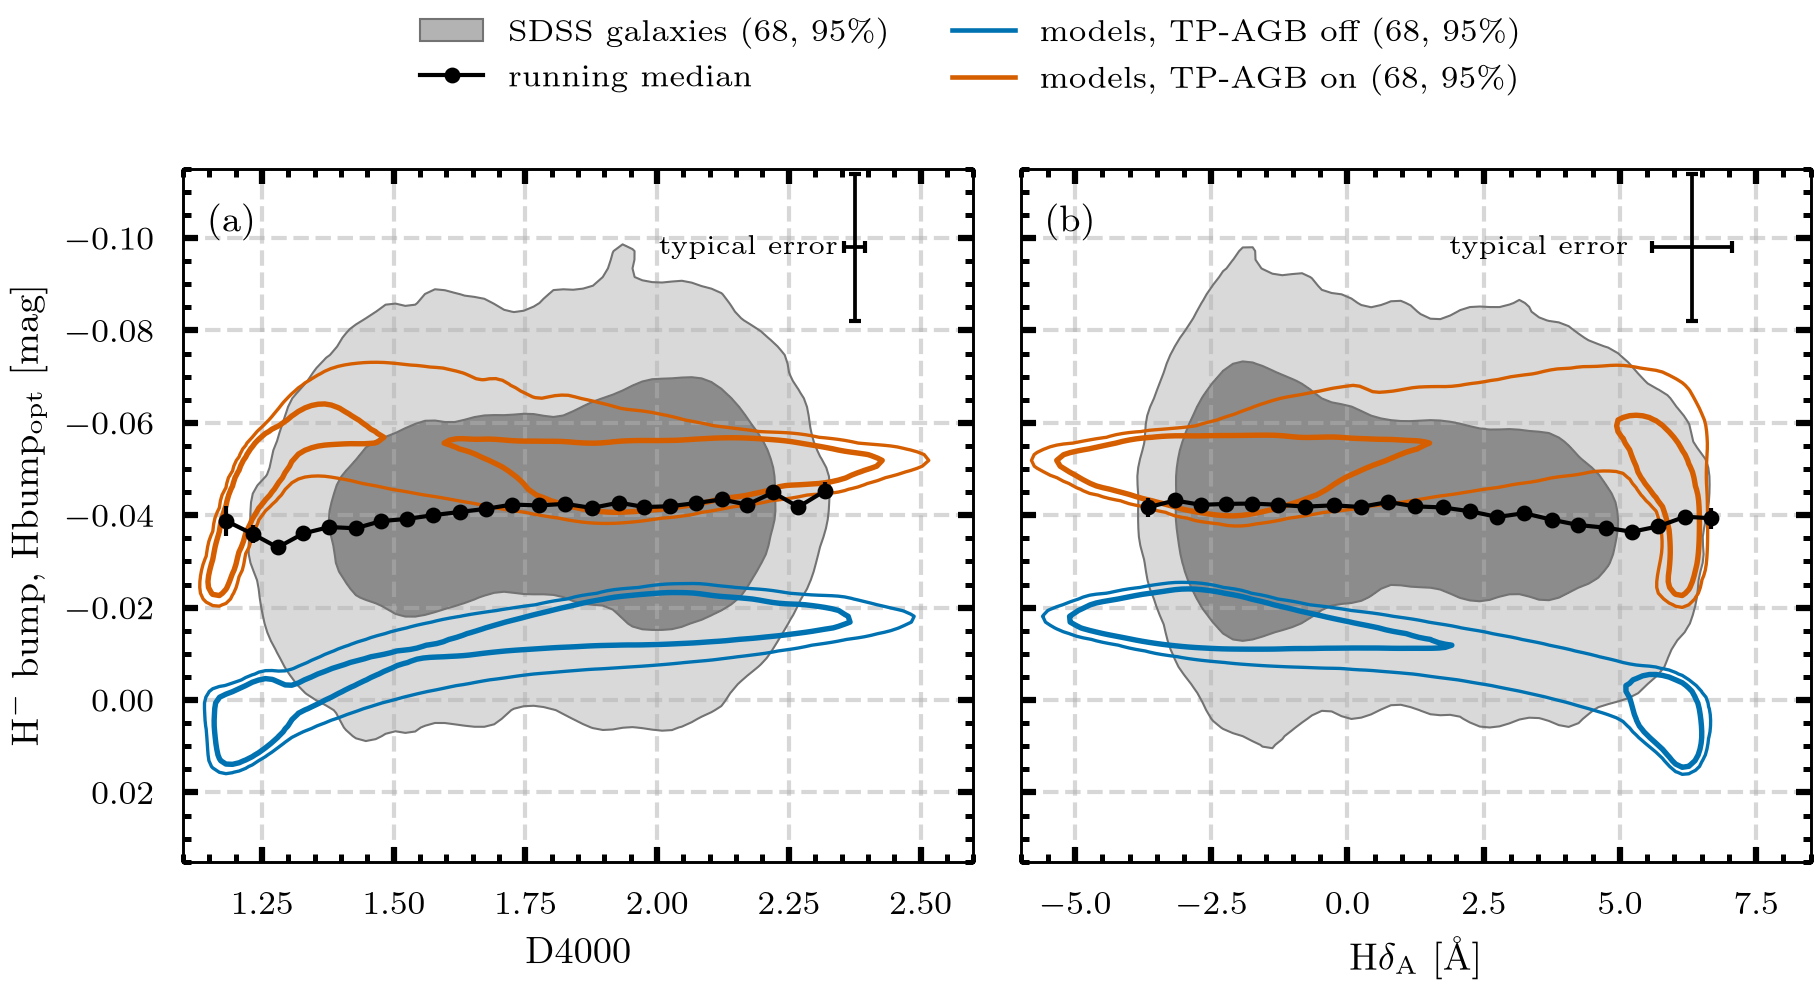 SDSS galaxies (68, 95%)
running median
models, TP-AGB off (68, 95%)
models, TP-AGB on (68, 95%)
H⁻ bump, Hbump_opt [mag]
−0.10
−0.08
−0.06
−0.04
−0.02
0.00
0.02
(a)
typical error
1.25 1.50 1.75 2.00 2.25 2.50
D4000
(b)
typical error
−5.0 −2.5 0.0 2.5 5.0 7.5
Hδ_A [Å]